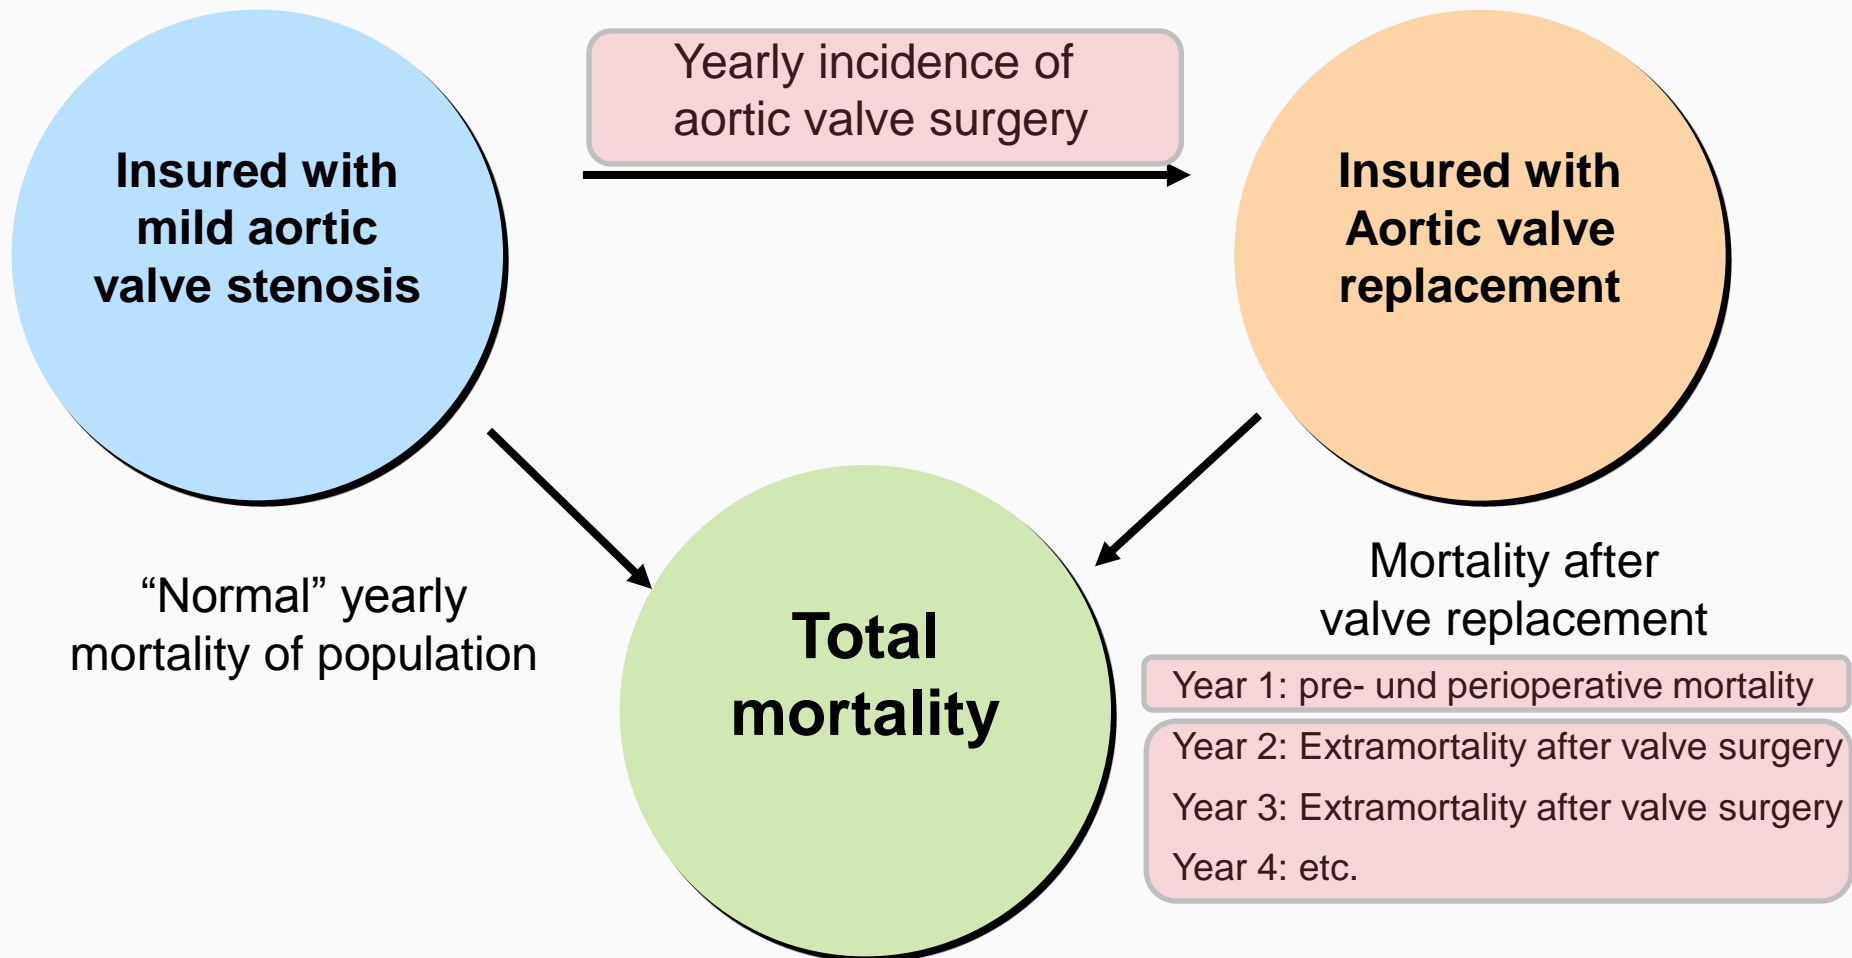 Yearly incidence of
aortic valve surgery
Insured with
mild aortic
valve stenosis
Insured with
Aortic valve
replacement
“Normal” yearly
mortality of population
Total
mortality
Mortality after
valve replacement
Year 1: pre- und perioperative mortality
Year 2: Extramortality after valve surgery
Year 3: Extramortality after valve surgery
Year 4: etc.